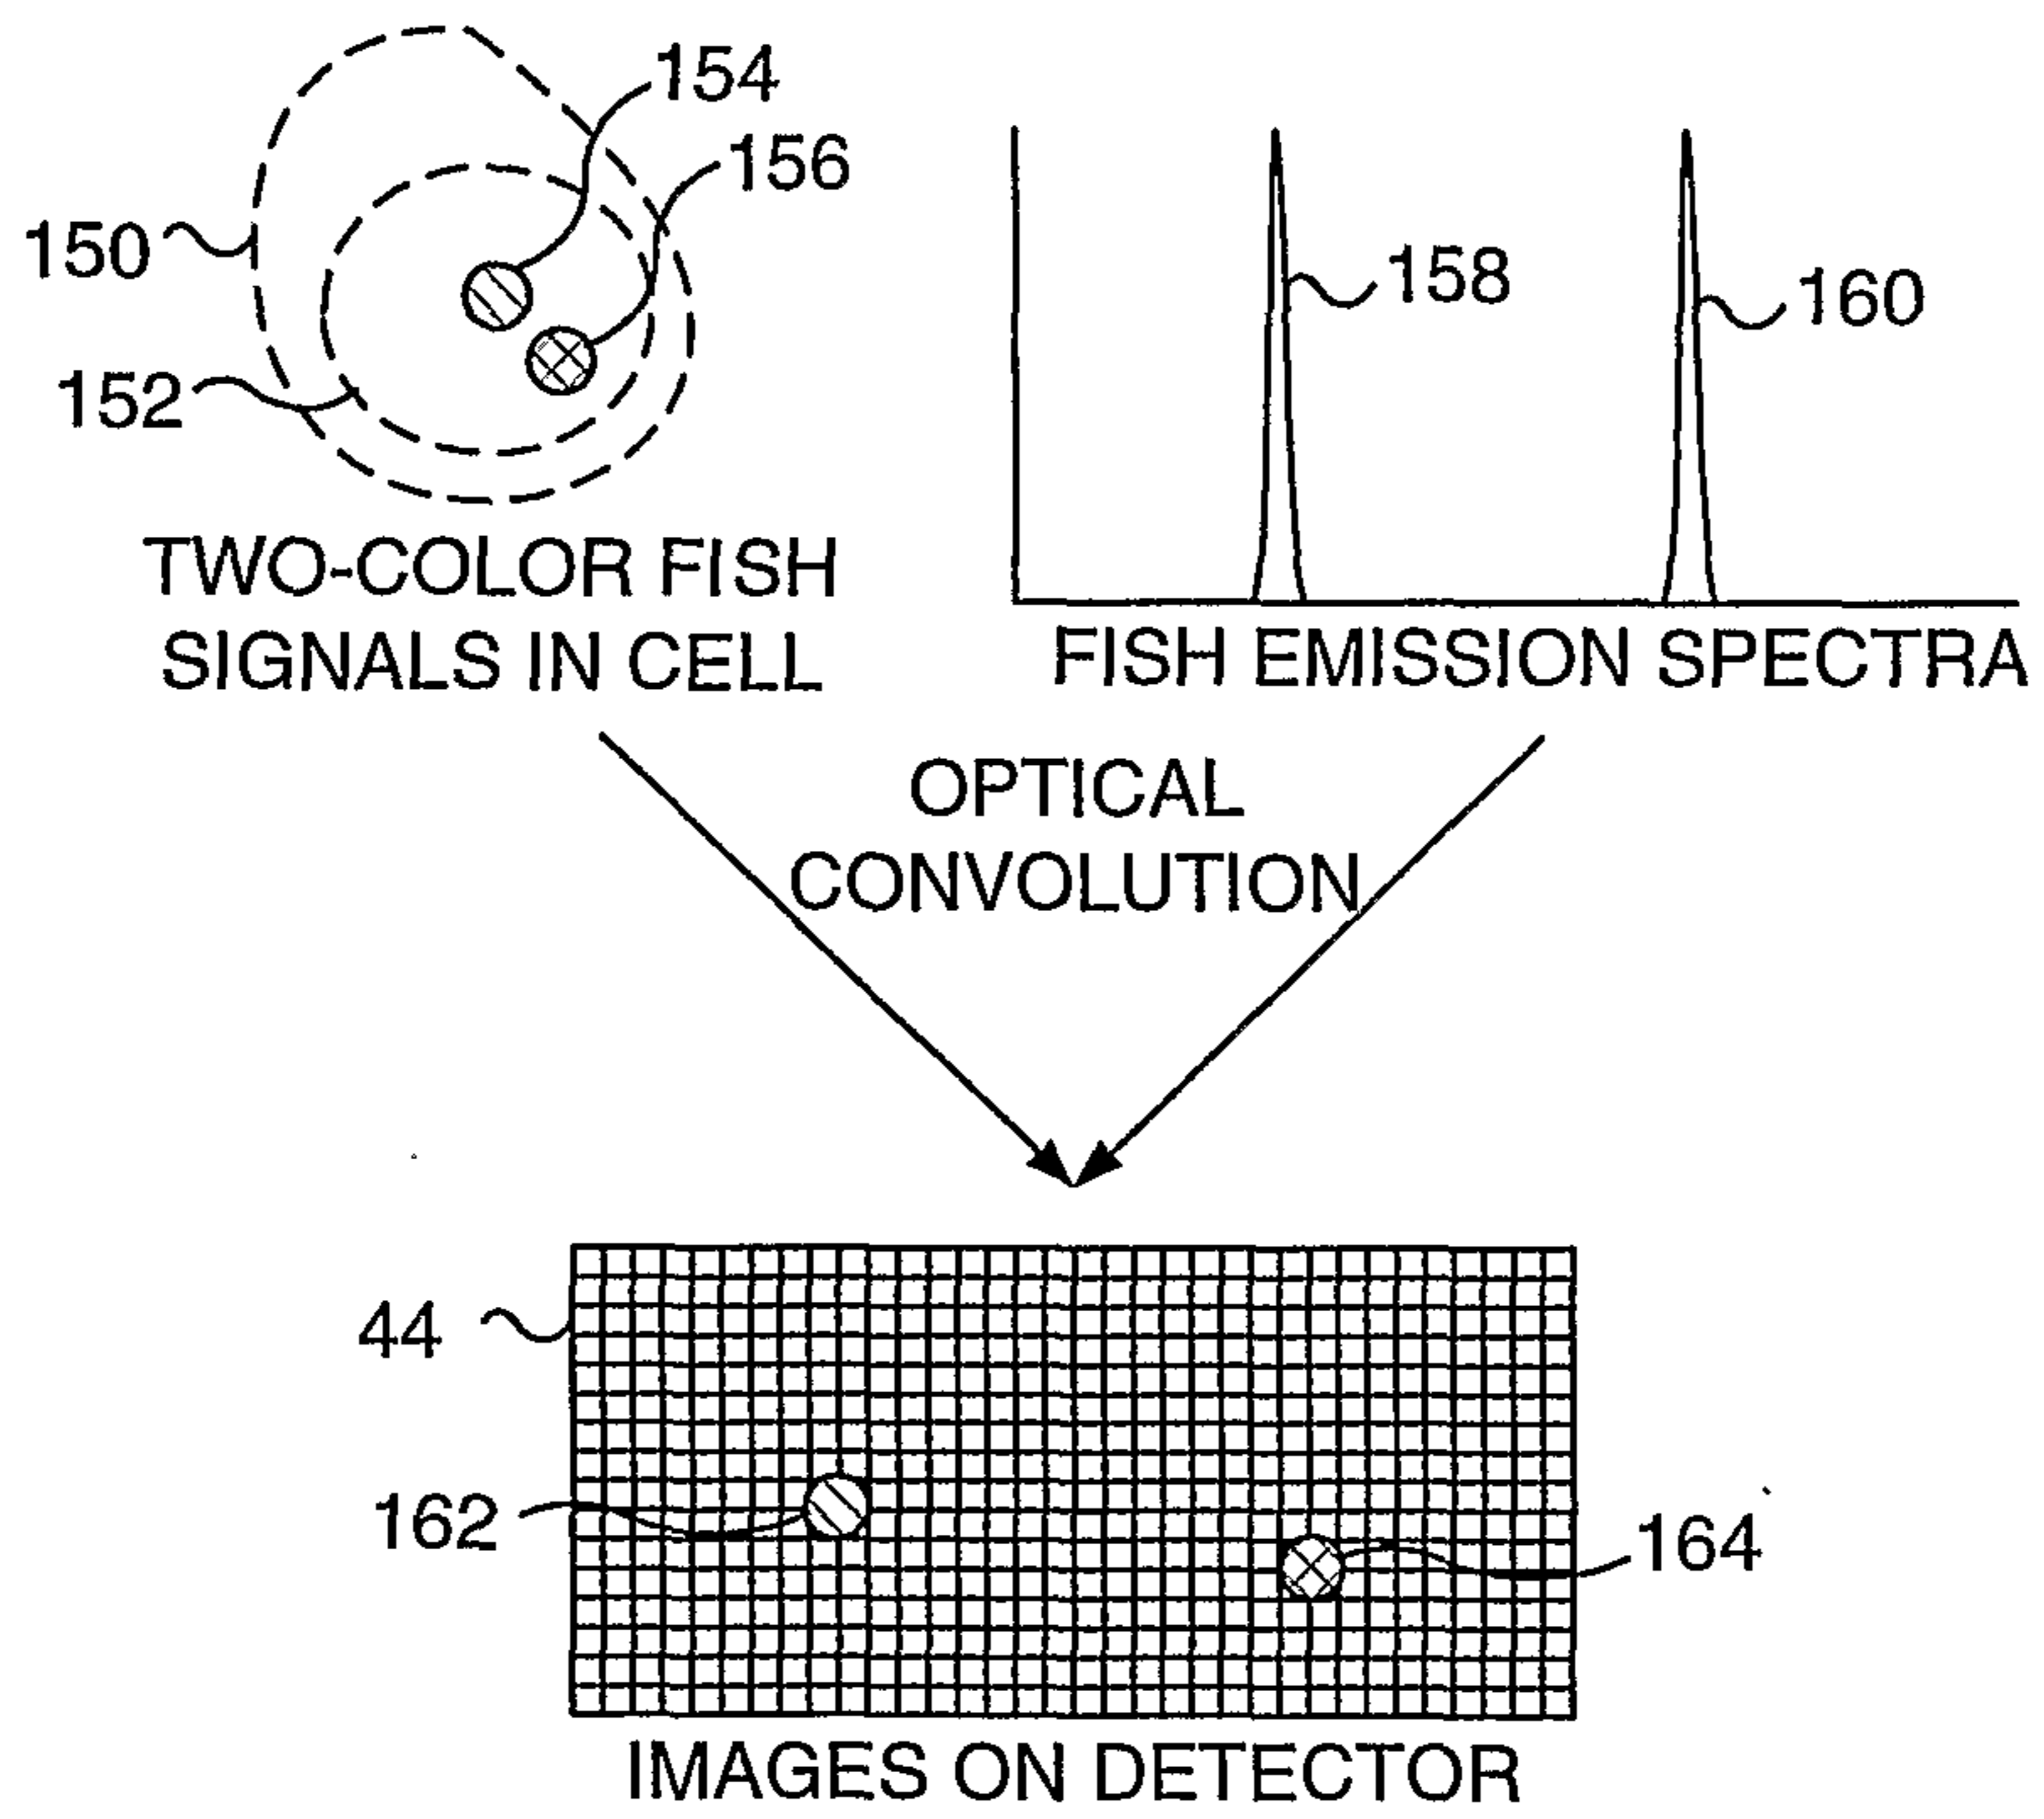 154
156
150
152
158
160
TWO-COLOR FISH
SIGNALS IN CELL
FISH EMISSION SPECTRA
OPTICAL
CONVOLUTION
44
162
164
IMAGES ON DETECTOR